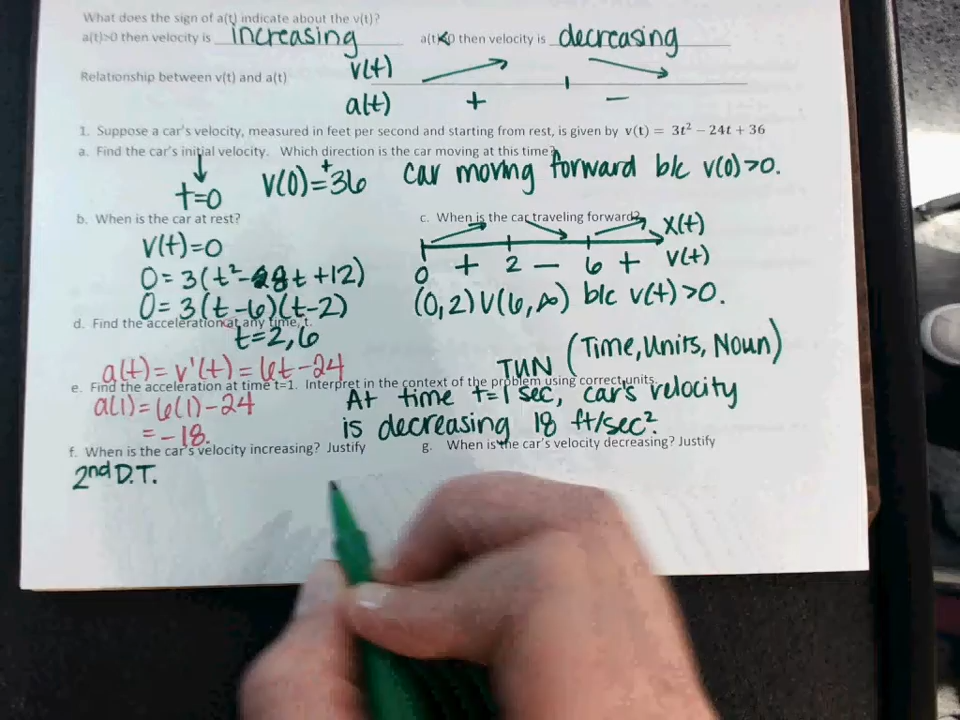 What does the sign of a(t) indicate about the v(t)?
a(t)>0 then velocity is increasing a(t)<0 then velocity is decreasing
Relationship between v(t) and a(t) v(t)
a(t) + −
1. Suppose a car's velocity, measured in feet per second and starting from rest, is given by v(t) = 3t² − 24t + 36
a. Find the car's initial velocity. Which direction is the car moving at this time?
t=0 v(0)=+36 car moving forward b/c v(0)>0.
b. When is the car at rest? c. When is the car traveling forward?
v(t)=0 x(t)
0 + 2 − 6 + v(t)
0=3(t²-8t+12)
0=3(t-6)(t-2) (0,2)∪(6,∞) b/c v(t)>0.
t=2,6
d. Find the acceleration at any time, t.
a(t)=v'(t)=6t-24 TUN (Time, Units, Noun)
e. Find the acceleration at time t=1. Interpret in the context of the problem using correct units.
a(1)=6(1)-24 At time t=1 sec, car's velocity
=-18. is decreasing 18 ft/sec².
f. When is the car's velocity increasing? Justify g. When is the car's velocity decreasing? Justify
2nd D.T.